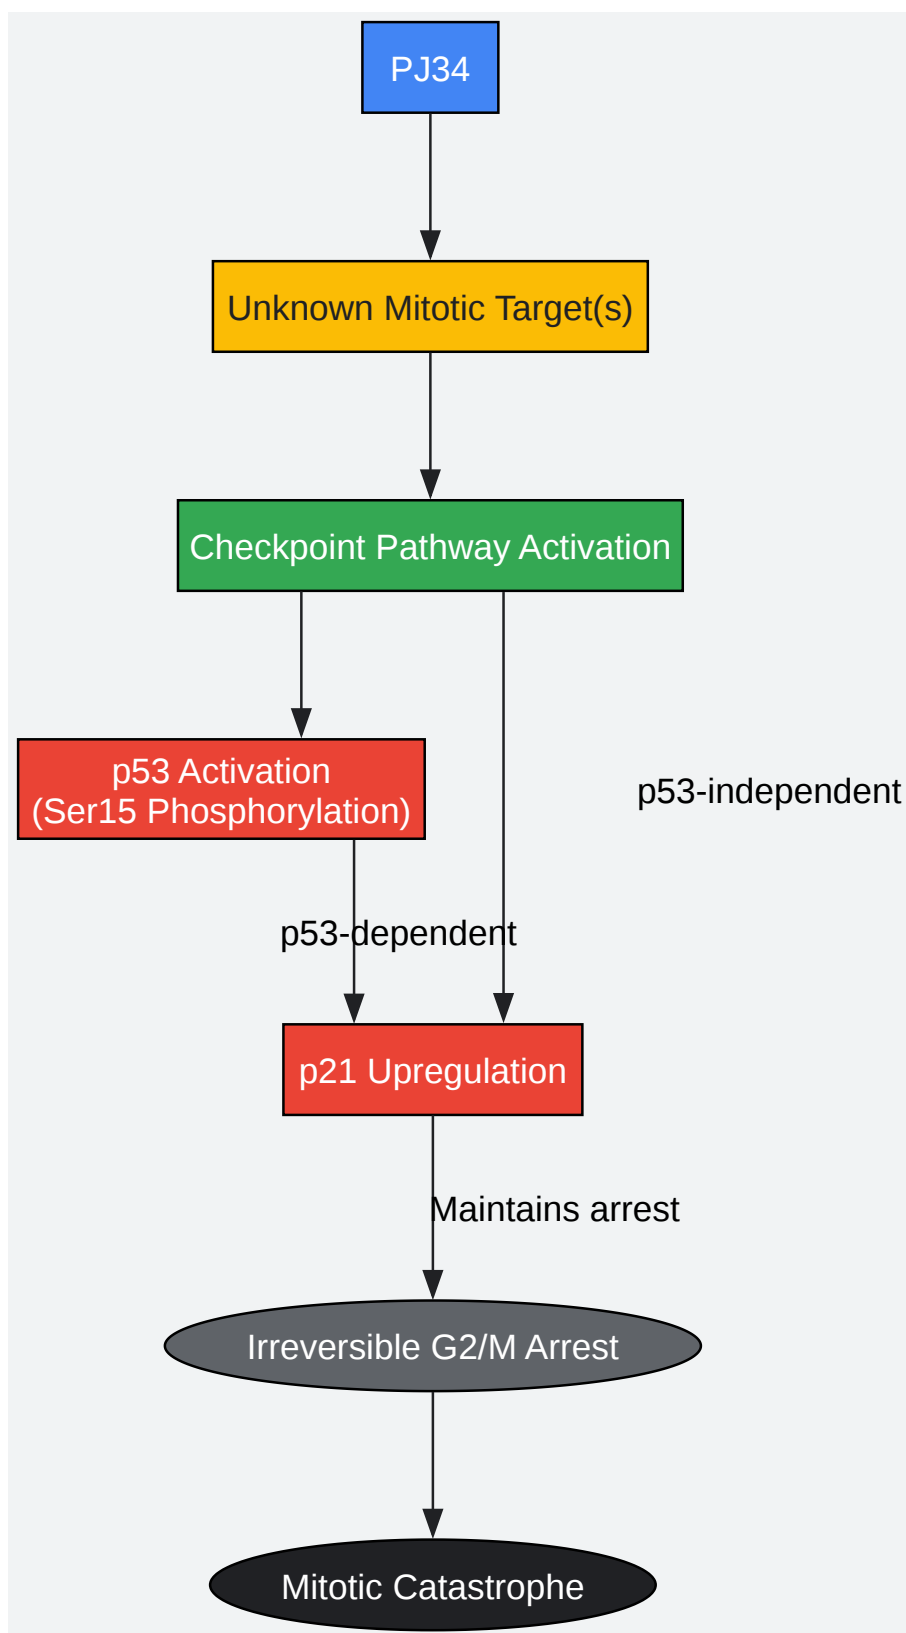 PJ34
Unknown Mitotic Target(s)
Checkpoint Pathway Activation
p53 Activation
(Ser15 Phosphorylation)
p53-independent
p53-dependent
p21 Upregulation
Maintains arrest
Irreversible G2/M Arrest
Mitotic Catastrophe